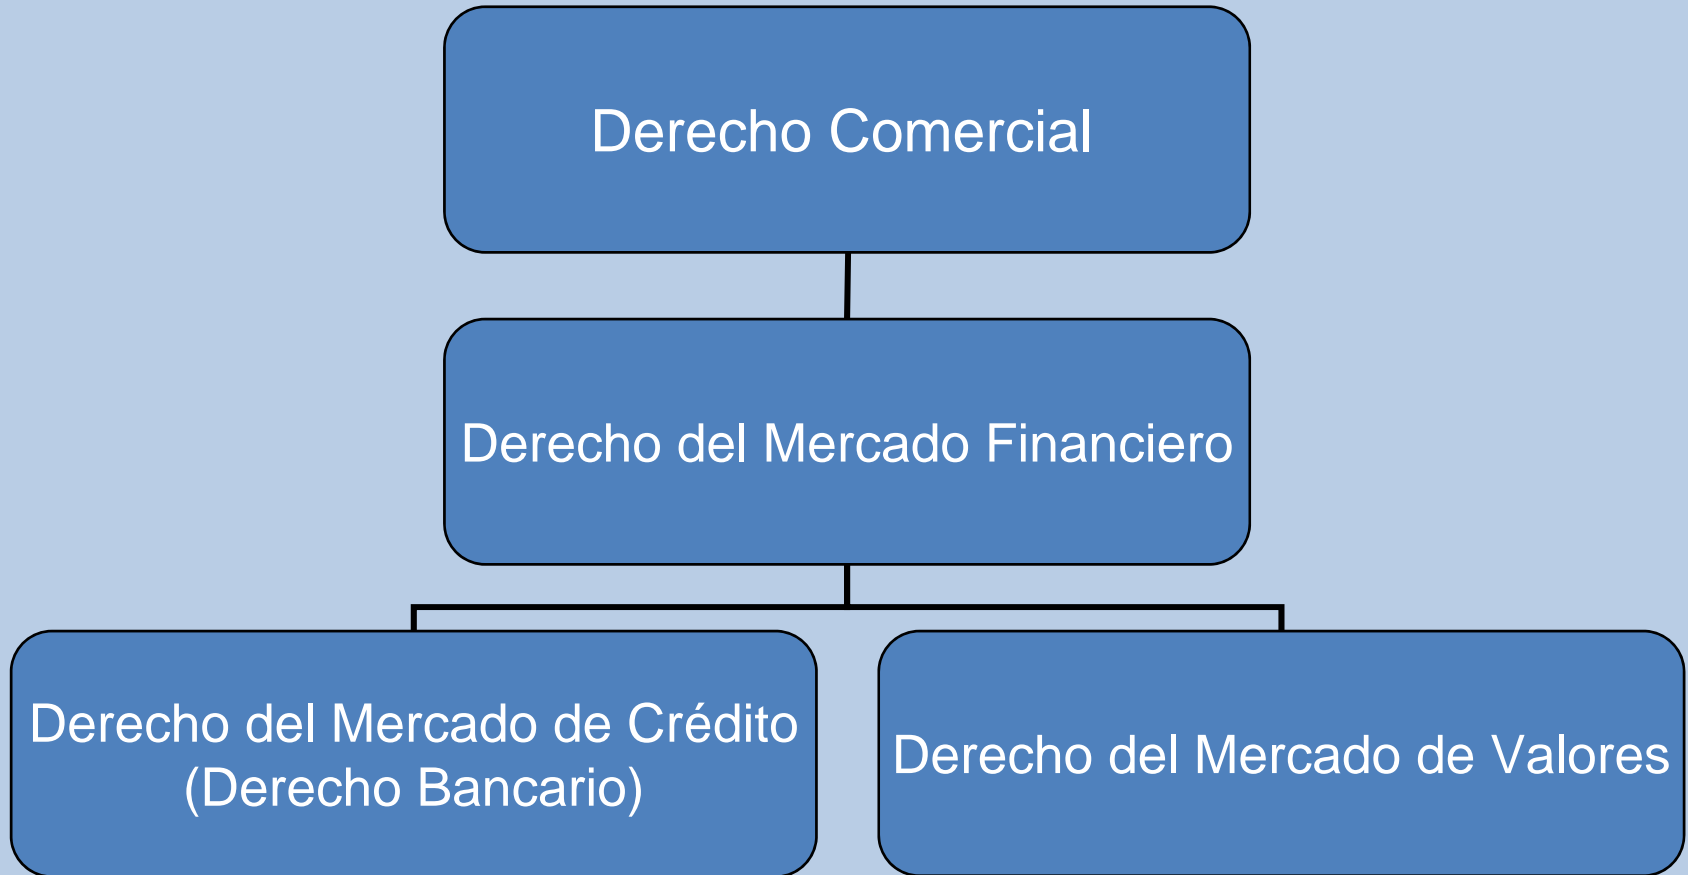 Derecho Comercial
Derecho del Mercado Financiero
Derecho del Mercado de Crédito
(Derecho Bancario)
Derecho del Mercado de Valores